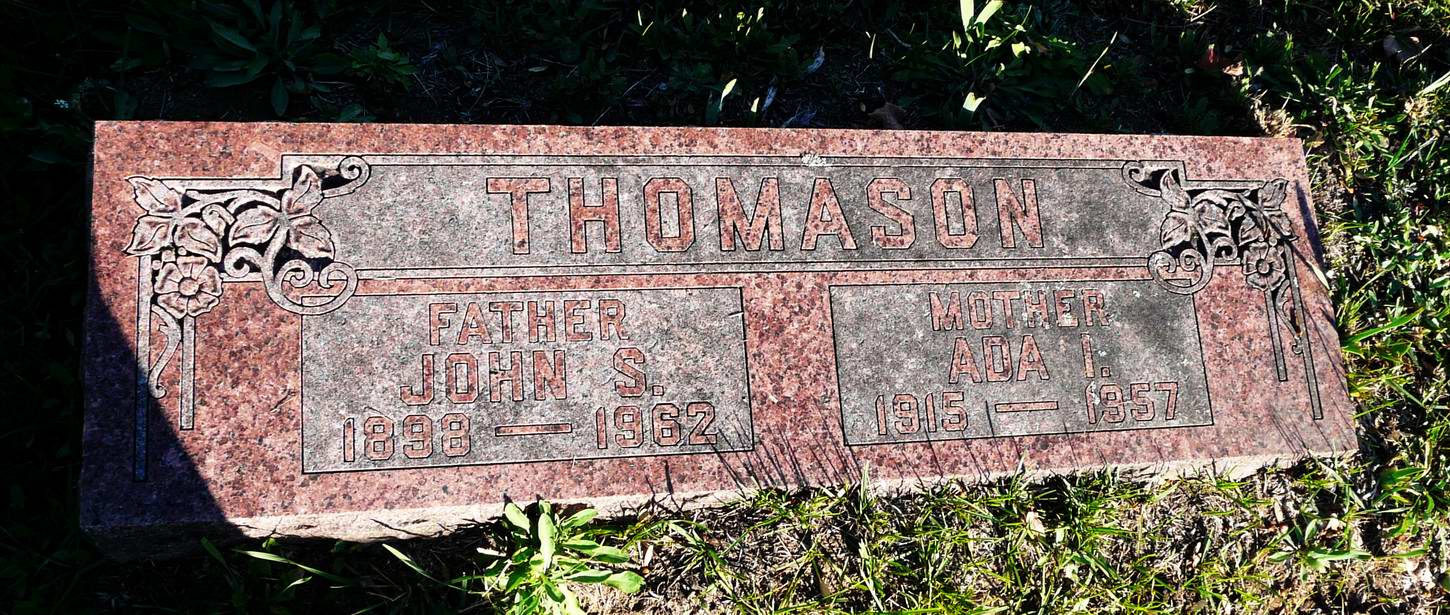 THOMASON
FATHER
JOHN S.
1898 — 1962
MOTHER
ADA I.
1915 — 1957